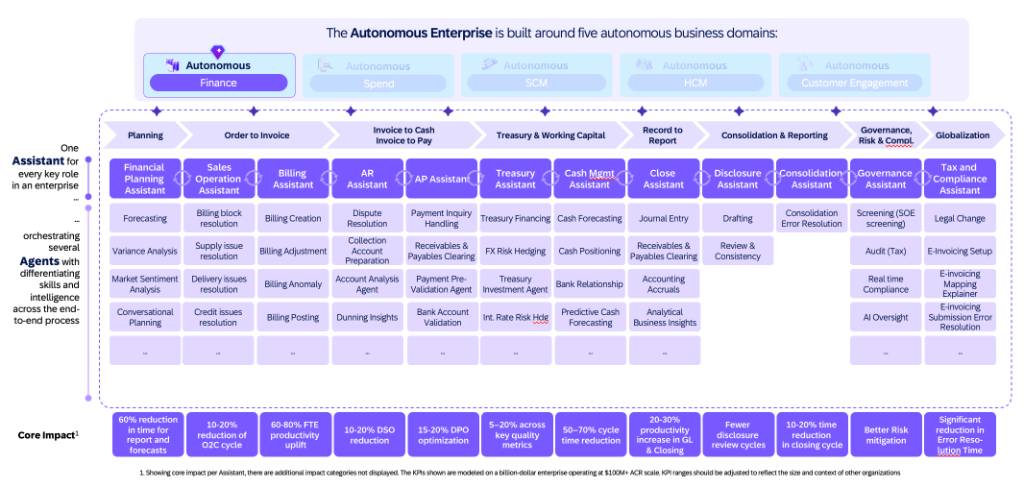 The Autonomous Enterprise is built around five autonomous business domains:
Autonomous
Finance
Autonomous
Spend
Autonomous
SCM
Autonomous
HCM
Autonomous
Customer Engagement
Planning
Order to Invoice
Invoice to Cash
Invoice to Pay
Treasury & Working Capital
Record to
Report
Consolidation & Reporting
Governance,
Risk & Compl.
Globalization
One
Assistant for
every key role
in an enterprise
...
Financial
Planning
Assistant
Sales
Operation
Assistant
Billing
Assistant
AR
Assistant
AP Assistant
Treasury
Assistant
Cash Mgmt
Assistant
Close
Assistant
Disclosure
Assistant
Consolidation
Assistant
Governance
Assistant
Tax and
Compliance
Assistant
...
orchestrating
several
Agents with
differentiating
skills and
intelligence
across the end-
to-end process
Forecasting
Billing block
resolution
Billing Creation
Dispute
Resolution
Payment Inquiry
Handling
Treasury Financing
Cash Forecasting
Journal Entry
Drafting
Consolidation
Error Resolution
Screening (SOE
screening)
Legal Change
Variance Analysis
Supply issue
resolution
Billing Adjustment
Collection
Account
Preparation
Receivables &
Payables Clearing
FX Risk Hedging
Cash Positioning
Receivables &
Payables Clearing
Review &
Consistency
Audit (Tax)
E-Invoicing Setup
Market Sentiment
Analysis
Delivery issues
resolution
Billing Anomaly
Account Analysis
Agent
Payment Pre-
Validation Agent
Treasury
Investment Agent
Bank Relationship
Accounting
Accruals
Real time
Compliance
E-invoicing
Mapping
Explainer
Conversational
Planning
Credit issues
resolution
Billing Posting
Dunning Insights
Bank Account
Validation
Int. Rate Risk Hdg
Predictive Cash
Forecasting
Analytical
Business Insights
AI Oversight
E-invoicing
Submission Error
Resolution
...
...
...
...
...
...
...
...
...
...
Core Impact1
60% reduction
in time for
report and
forecasts
10-20%
reduction of
O2C cycle
60-80% FTE
productivity
uplift
10-20% DSO
reduction
15-20% DPO
optimization
5–20% across
key quality
metrics
50–70% cycle
time reduction
20-30%
productivity
increase in GL
& Closing
Fewer
disclosure
review cycles
10-20% time
reduction
in closing cycle
Better Risk
mitigation
Significant
reduction in
Error Reso-
lution Time
1. Showing core impact per Assistant, there are additional impact categories not displayed. The KPIs shown are modeled on a billion-dollar enterprise operating at $100M+ ACR scale. KPI ranges should be adjusted to reflect the size and context of other organizations